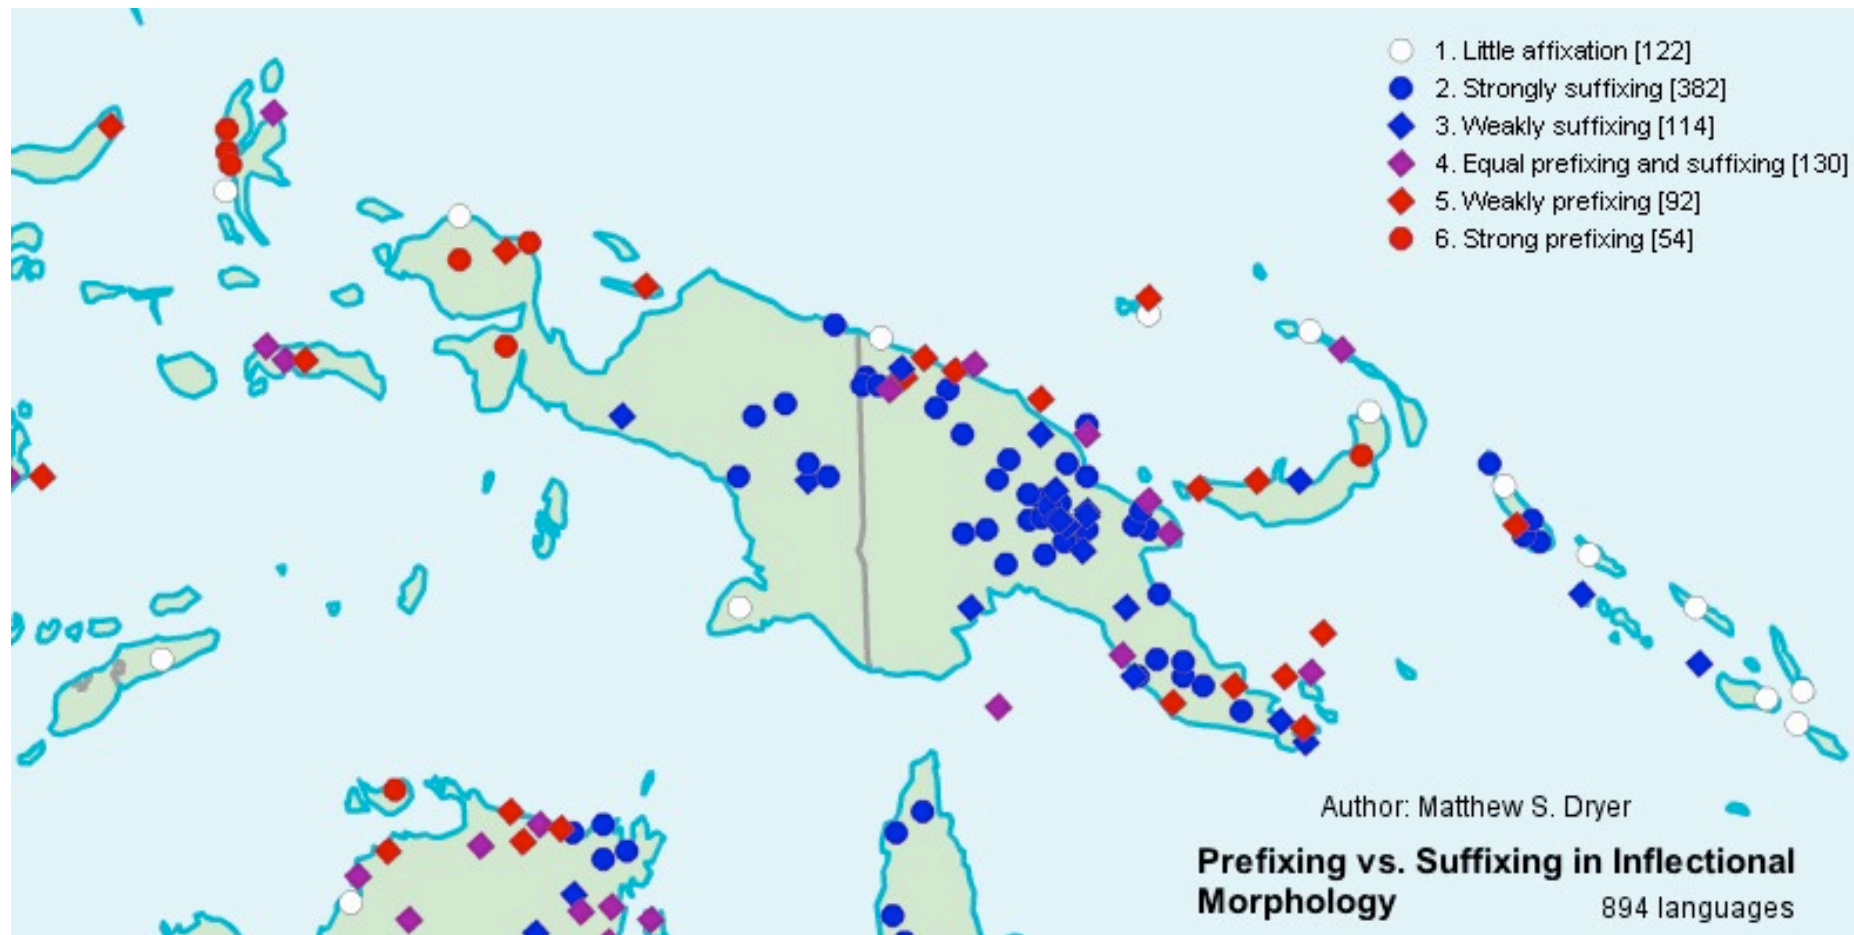 1. Little affixation [122]
2. Strongly suffixing [382]
3. Weakly suffixing [114]
4. Equal prefixing and suffixing [130]
5. Weakly prefixing [92]
6. Strong prefixing [54]
Author: Matthew S. Dryer
Prefixing vs. Suffixing in Inflectional
Morphology
894 languages